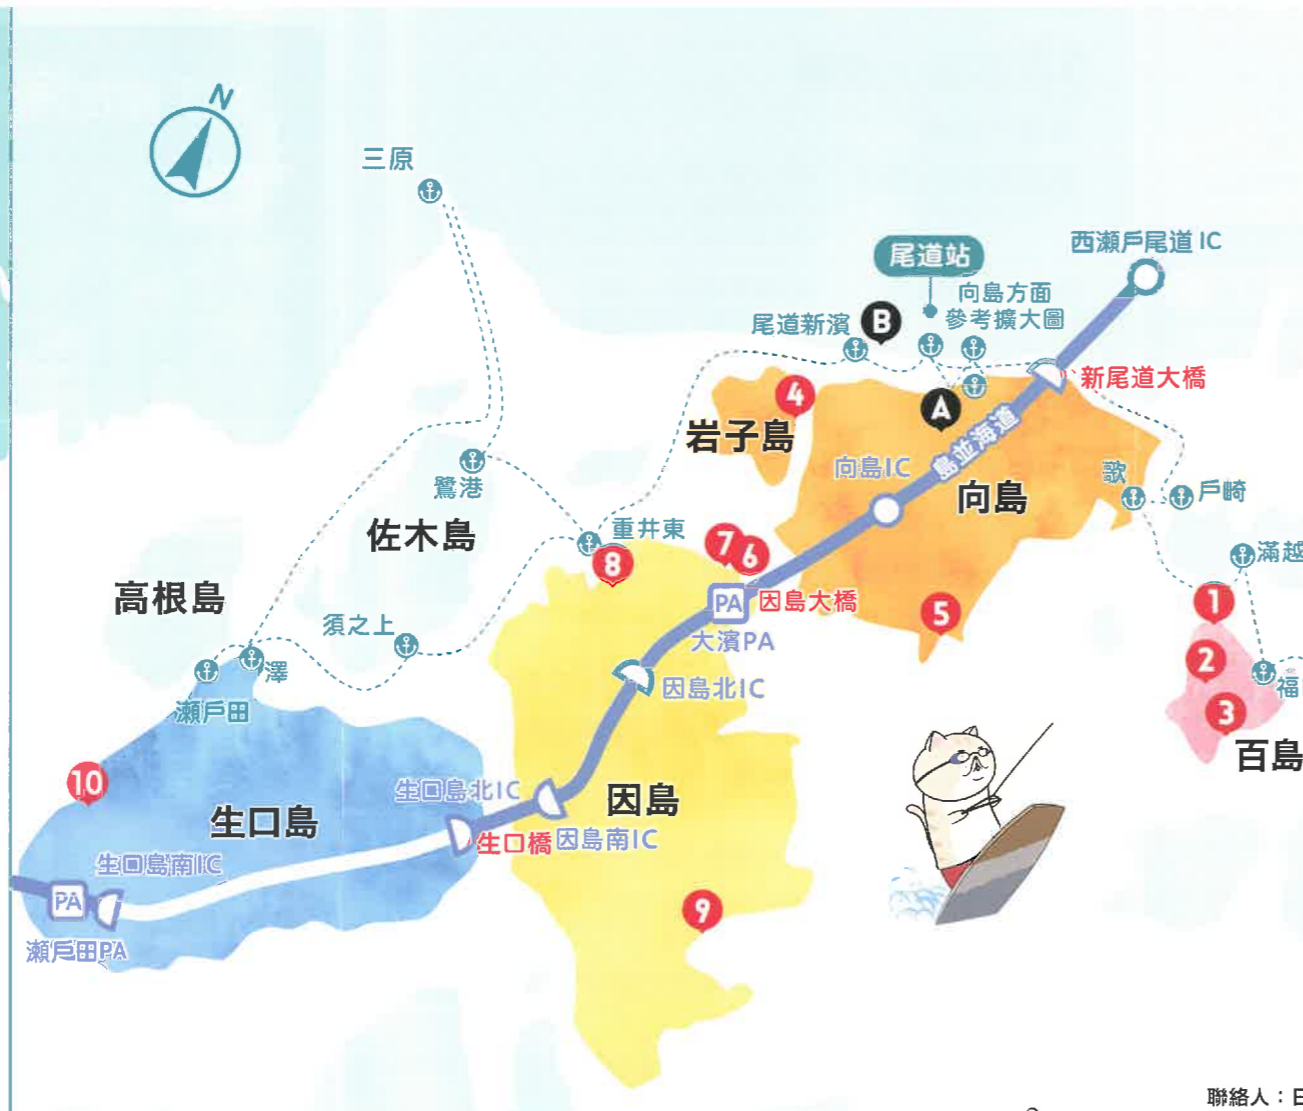 N
三原
尾道站
西瀬戶尾道 IC
向島方面
參考擴大圖
尾道新濱
B
新尾道大橋
4
A
岩子島
島並海道
向島IC
向島
歌
戶崎
鷺港
佐木島
重井東
7
6
8
滿越
PA
因島大橋
大濱PA
5
1
高根島
須之上
澤
瀬戶田
因島北IC
2
福
3
百島
10
生口島
生口島北IC
因島
生口橋
因島南IC
生口島南IC
PA
瀬戶田PA
9
聯絡人：日